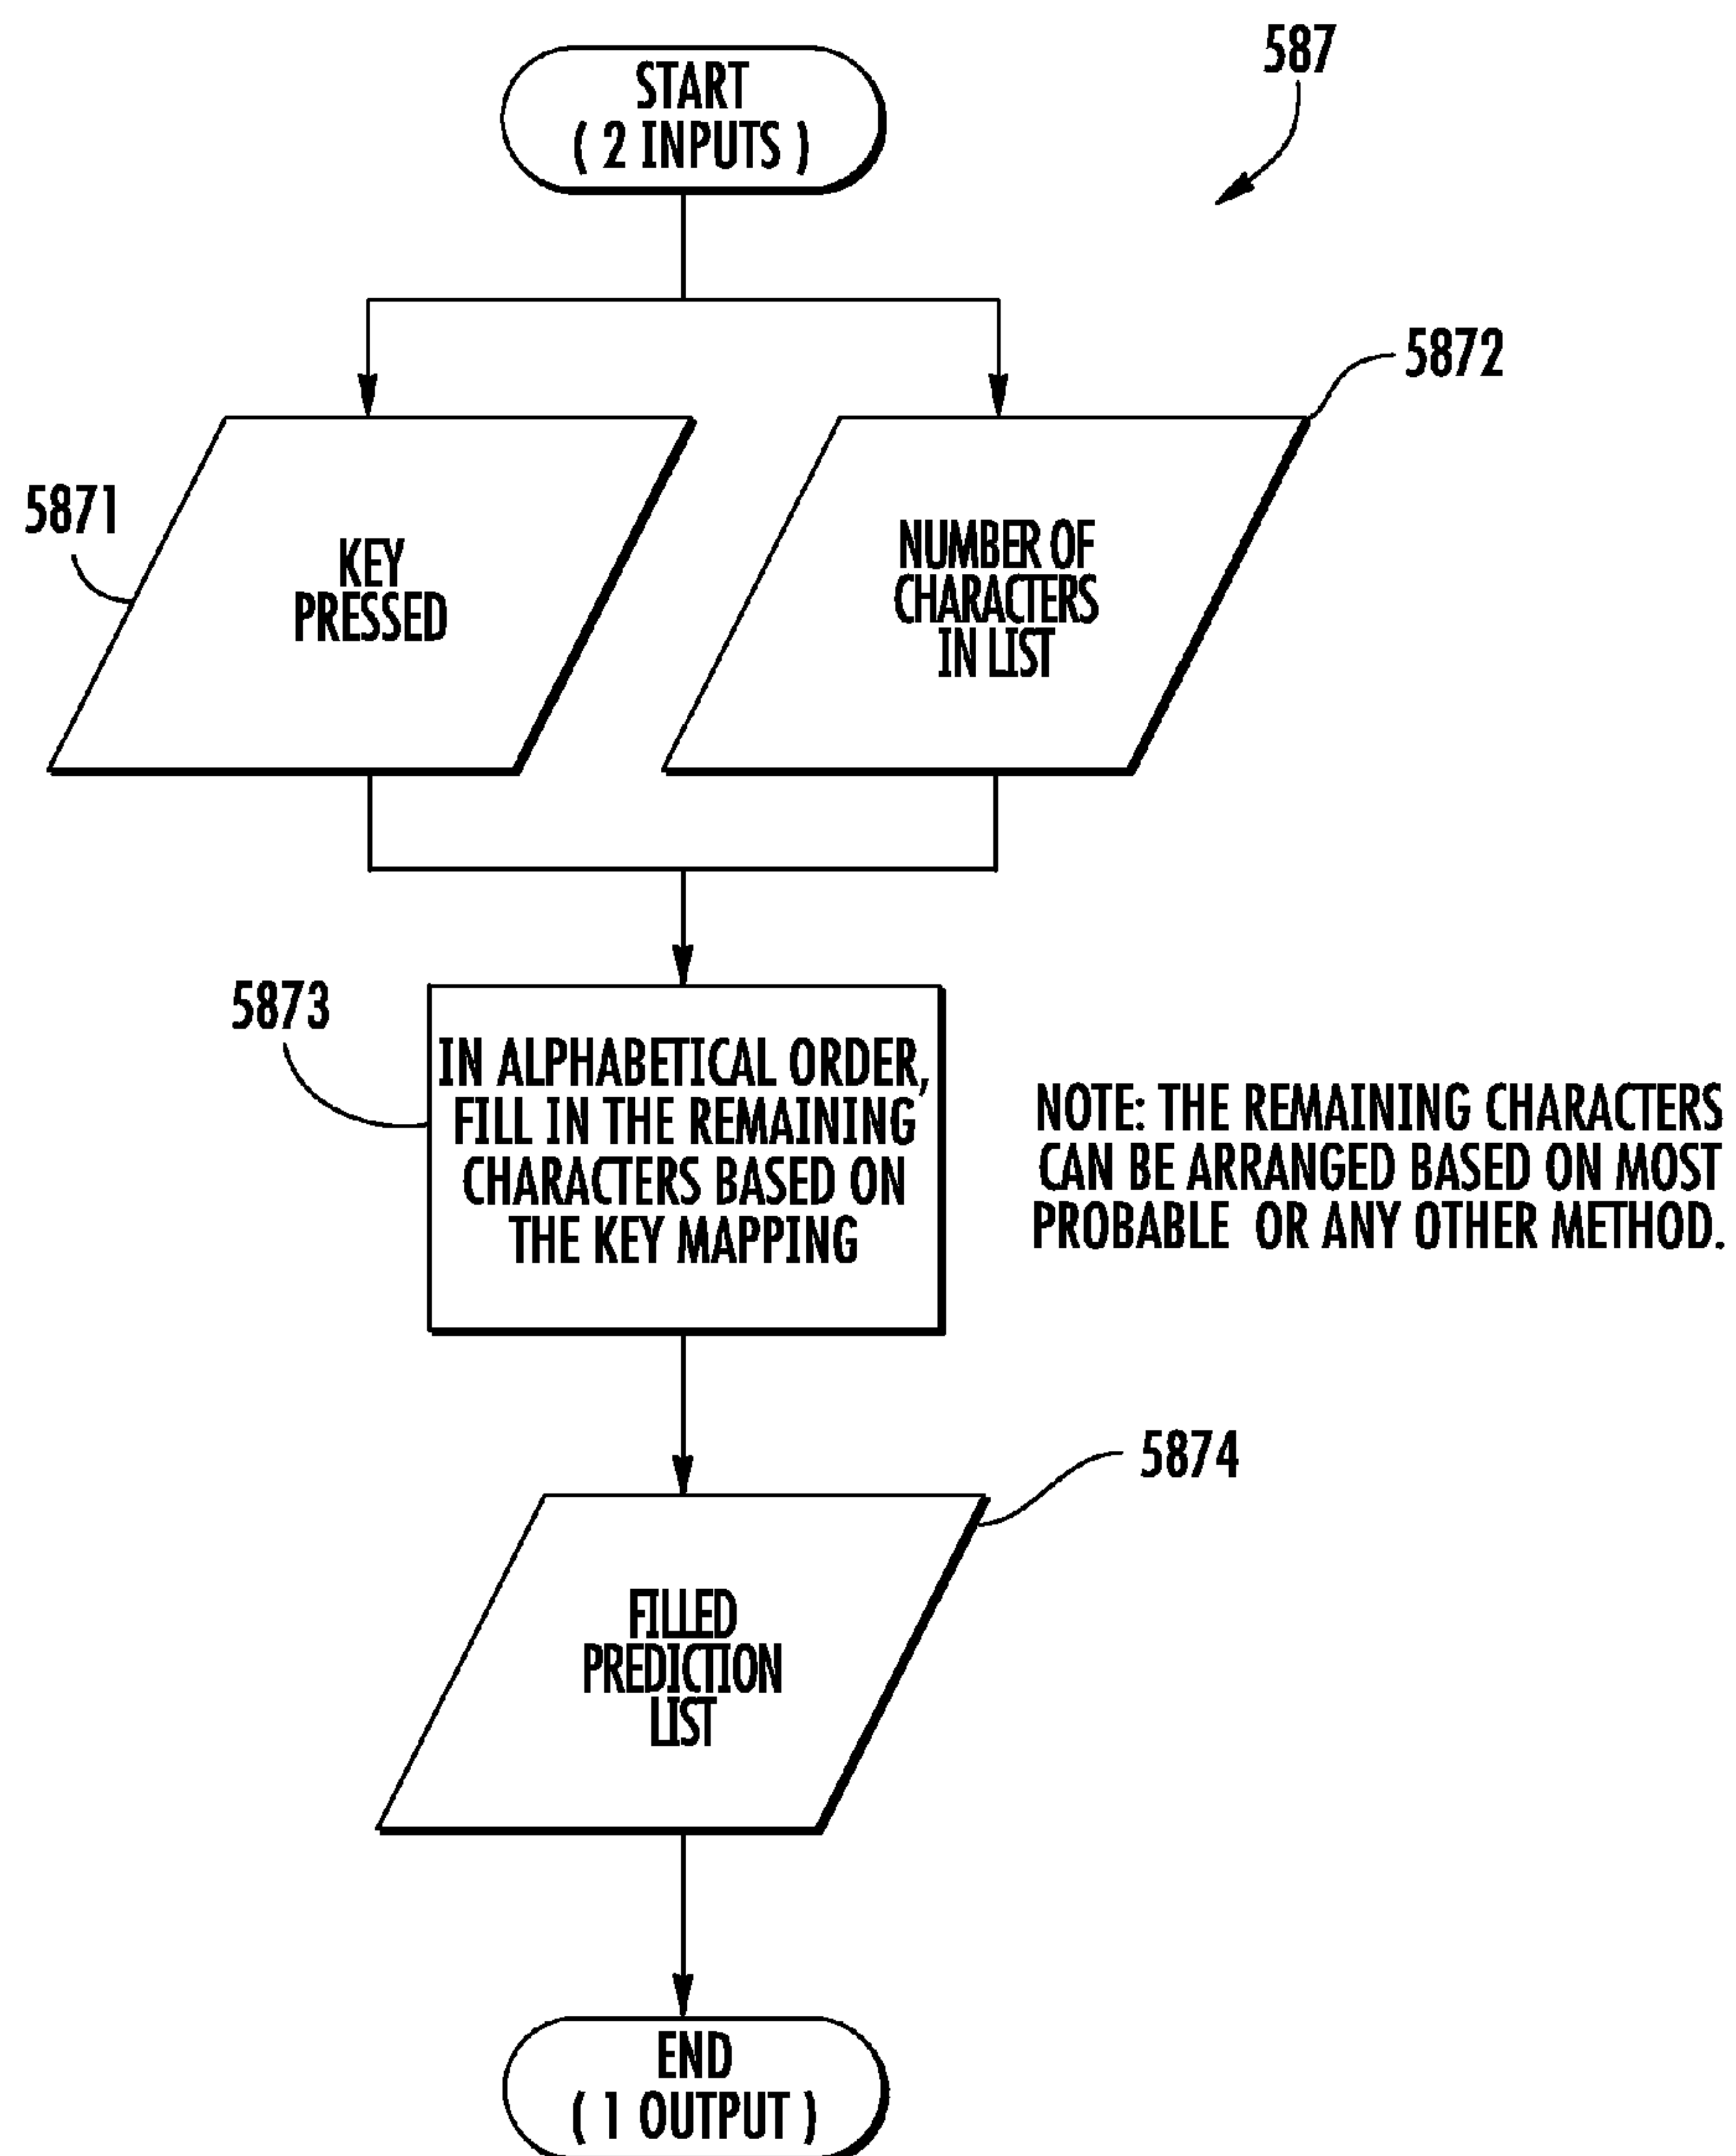 587
START
( 2 INPUTS )
5872
5871
KEY
PRESSED
NUMBER OF
CHARACTERS
IN LIST
5873
IN ALPHABETICAL ORDER,
FILL IN THE REMAINING
CHARACTERS BASED ON
THE KEY MAPPING
NOTE: THE REMAINING CHARACTERS
CAN BE ARRANGED BASED ON MOST
PROBABLE OR ANY OTHER METHOD.
5874
FILLED
PREDICTION
LIST
END
( 1 OUTPUT )